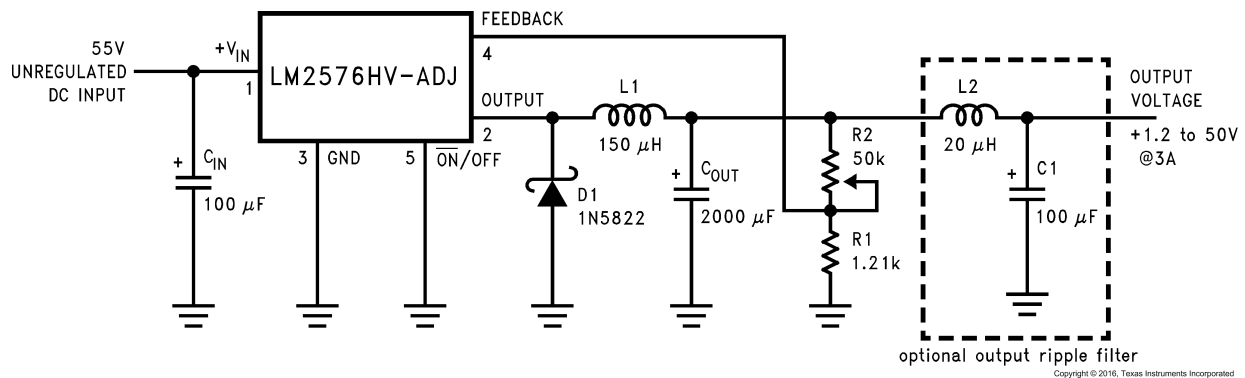 FEEDBACK
4
55V
UNREGULATED
DC INPUT
+VIN
1
LM2576HV-ADJ
OUTPUT
2
3 GND
5 O̅N̅/OFF
+ CIN
100 μF
D1
1N5822
L1
150 μH
+ COUT
2000 μF
R2
50k
R1
1.21k
L2
20 μH
+ C1
100 μF
OUTPUT
VOLTAGE
+1.2 to 50V
@3A
optional output ripple filter
Copyright © 2016, Texas Instruments Incorporated